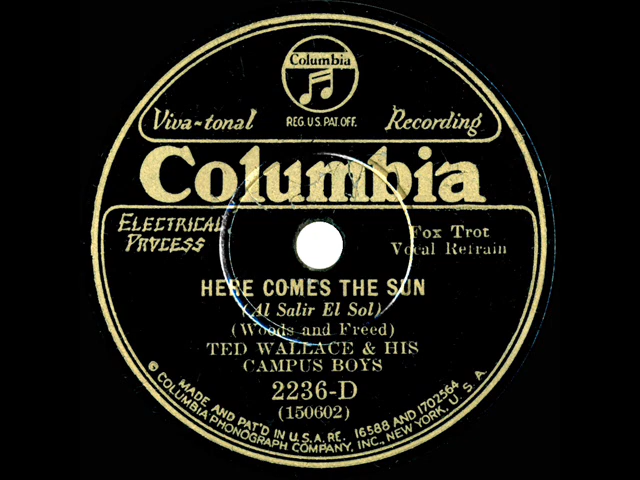 Columbia
REG. U.S. PAT. OFF.
Viva-tonal Recording
Columbia
ELECTRICAL
PROCESS
Fox Trot
Vocal Refrain
HERE COMES THE SUN
(Al Salir El Sol)
(Woods and Freed)
TED WALLACE & HIS
CAMPUS BOYS
2236-D
(150602)
MADE AND PAT'D IN U.S.A. RE. 16588 AND 1702564
© COLUMBIA PHONOGRAPH COMPANY, INC., NEW YORK, U.S.A.